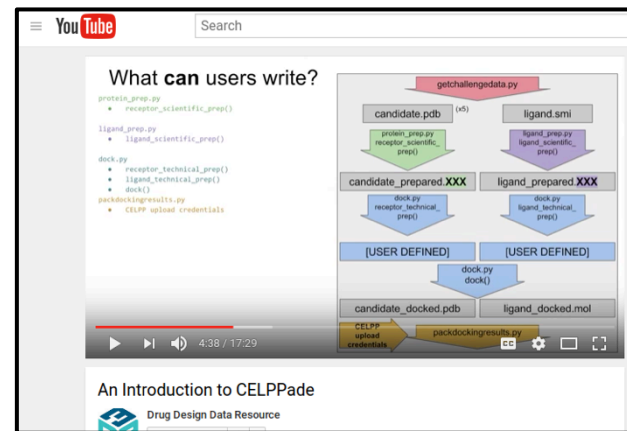 YouTube
Search
What can users write?
protein_prep.py
receptor_scientific_prep()
ligand_prep.py
ligand_scientific_prep()
dock.py
receptor_technical_prep()
ligand_technical_prep()
dock()
packdockingresults.py
CELPP upload credentials
getchallengedata.py
candidate.pdb (x5) ligand.smi
protein_prep.py
receptor_scientific_
prep()
ligand_prep.py
ligand_scientific_
prep()
candidate_prepared.XXX ligand_prepared.XXX
dock.py
receptor_technical_
prep()
dock.py
ligand_technical_
prep()
[USER DEFINED] [USER DEFINED]
dock.py
dock()
candidate_docked.pdb ligand_docked.mol
CELPP
upload
credentials
packdockingresults.py
4:38 / 17:29
CC
An Introduction to CELPPade
Drug Design Data Resource